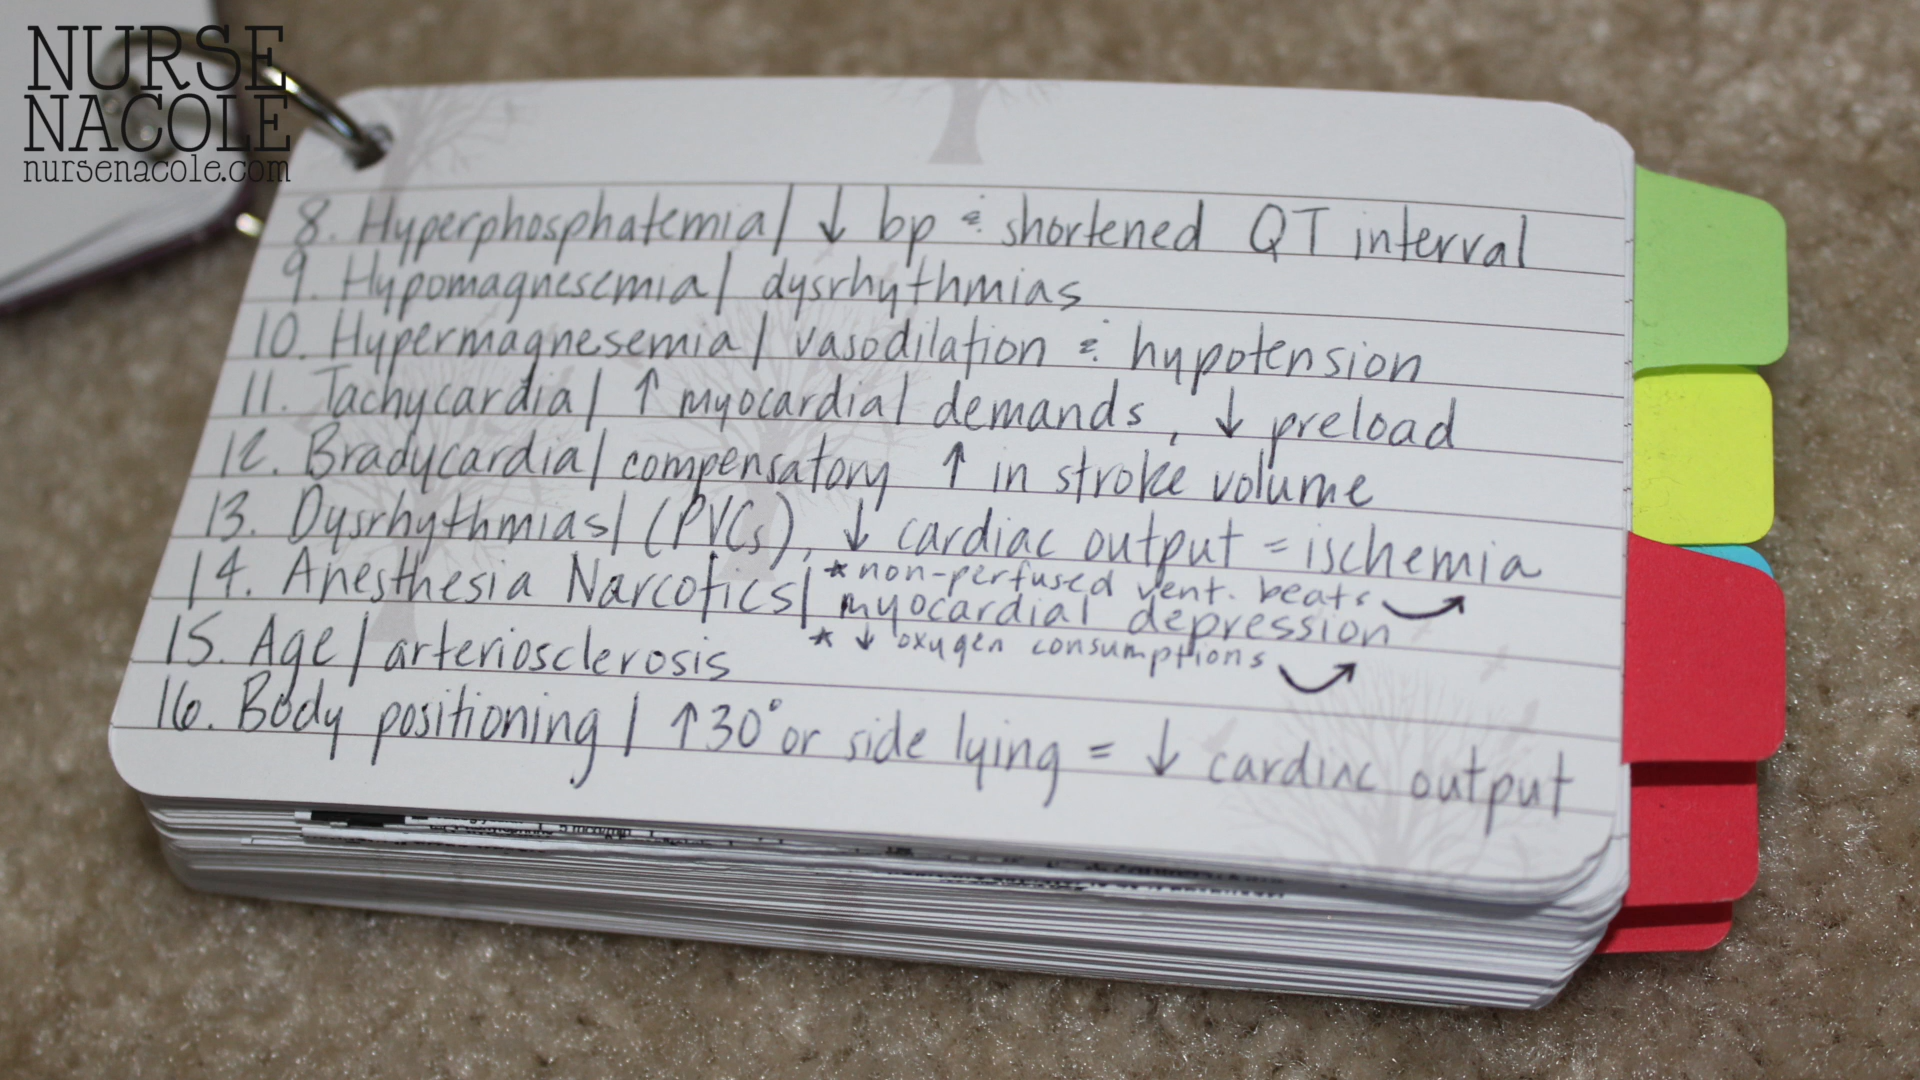 NURSE
NACOLE
nursenacole.com
8. Hyperphosphatemia/ ↓ bp & shortened QT interval
9. Hypomagnesemia/ dysrhythmias
10. Hypermagnesemia/ vasodilation & hypotension
11. Tachycardia/ ↑ myocardial demands, ↓ preload
12. Bradycardia/ compensatory ↑ in stroke volume
13. Dysrhythmias/ (PVCs), ↓ cardiac output = ischemia
*non-perfused vent. beats
14. Anesthesia Narcotics/ myocardial depression
* ↓ oxygen consumptions
15. Age/ arteriosclerosis
16. Body positioning/ ↑30° or side lying = ↓ cardiac output